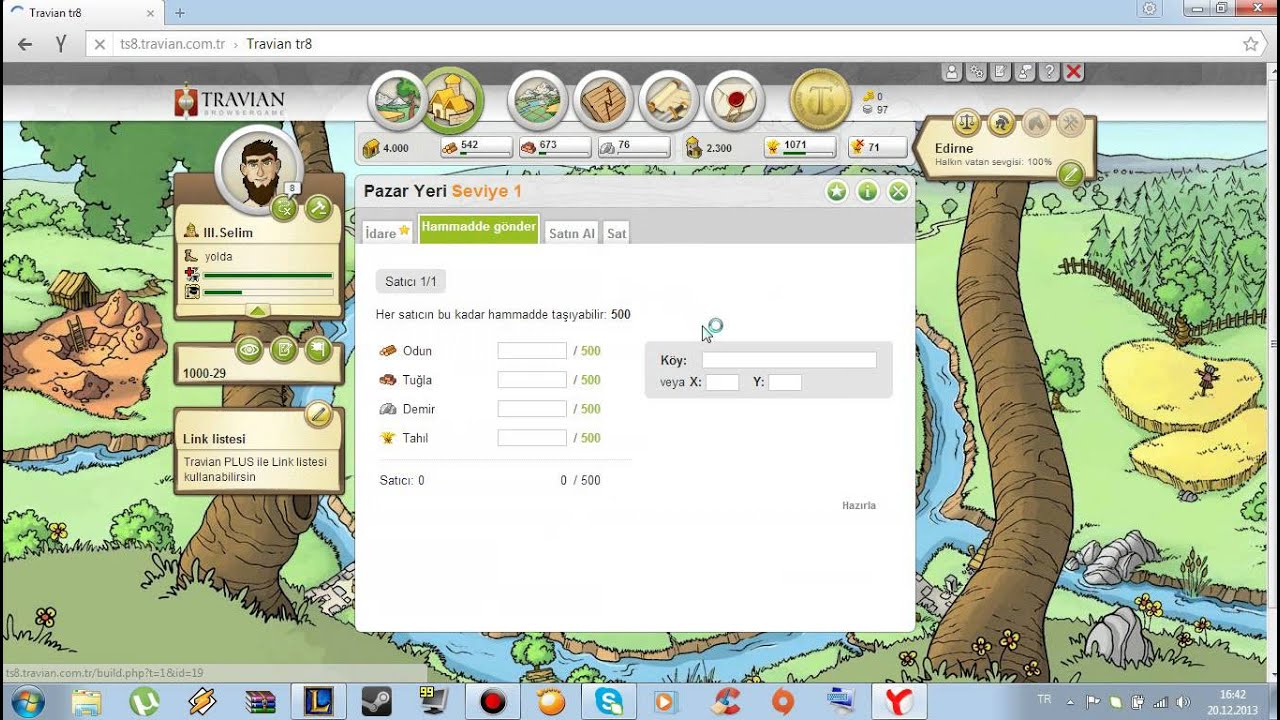 Travian tr8
ts8.travian.com.tr › Travian tr8
TRAVIAN
BROWSERGAME
T
0
97
4.000
542
673
76
2.300
1071
71
Edirne
Halkın vatan sevgisi: 100%
8
III.Selim
yolda
1000-29
Link listesi
Travian PLUS ile Link listesi
kullanabilirsin
Pazar Yeri Seviye 1
İdare
Hammadde gönder
Satın Al
Sat
Satıcı 1/1
Her satıcın bu kadar hammadde taşıyabilir: 500
Odun / 500
Tuğla / 500
Demir / 500
Tahıl / 500
Satıcı: 0 0 / 500
Köy:
veya X: Y:
Hazırla
ts8.travian.com.tr/build.php?t=1&id=19
99
TR
16:42
20.12.2013